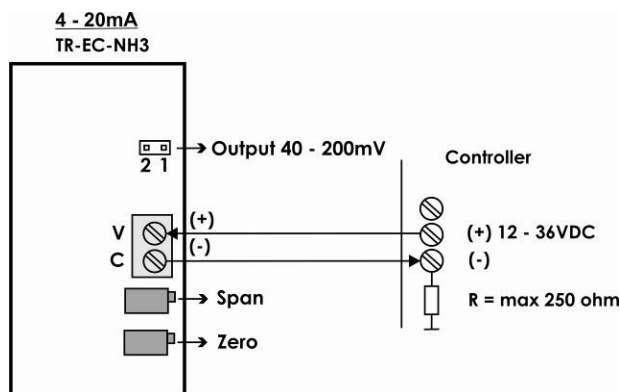 4 - 20mA
TR-EC-NH3
Output 40 - 200mV
2 1
Controller
V (+) (+) 12 - 36VDC
C (-) (-)
Span R = max 250 ohm
Zero